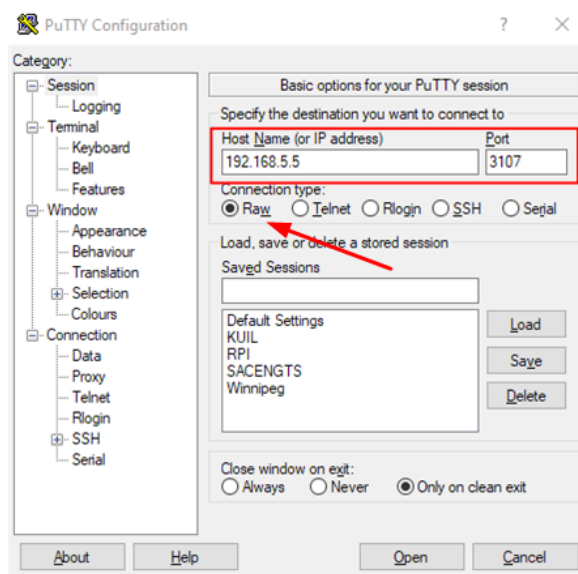 PuTTY Configuration
?
Category:
Session
Logging
Terminal
Keyboard
Bell
Features
Window
Appearance
Behaviour
Translation
Selection
Colours
Connection
Data
Proxy
Telnet
Rlogin
SSH
Serial
Basic options for your PuTTY session
Specify the destination you want to connect to
Host Name (or IP address) Port
192.168.5.5 3107
Connection type:
Raw Telnet Rlogin SSH Serial
Load, save or delete a stored session
Saved Sessions
Default Settings
KUIL
RPI
SACENGTS
Winnipeg
Load
Save
Delete
Close window on exit:
Always Never Only on clean exit
About Help Open Cancel